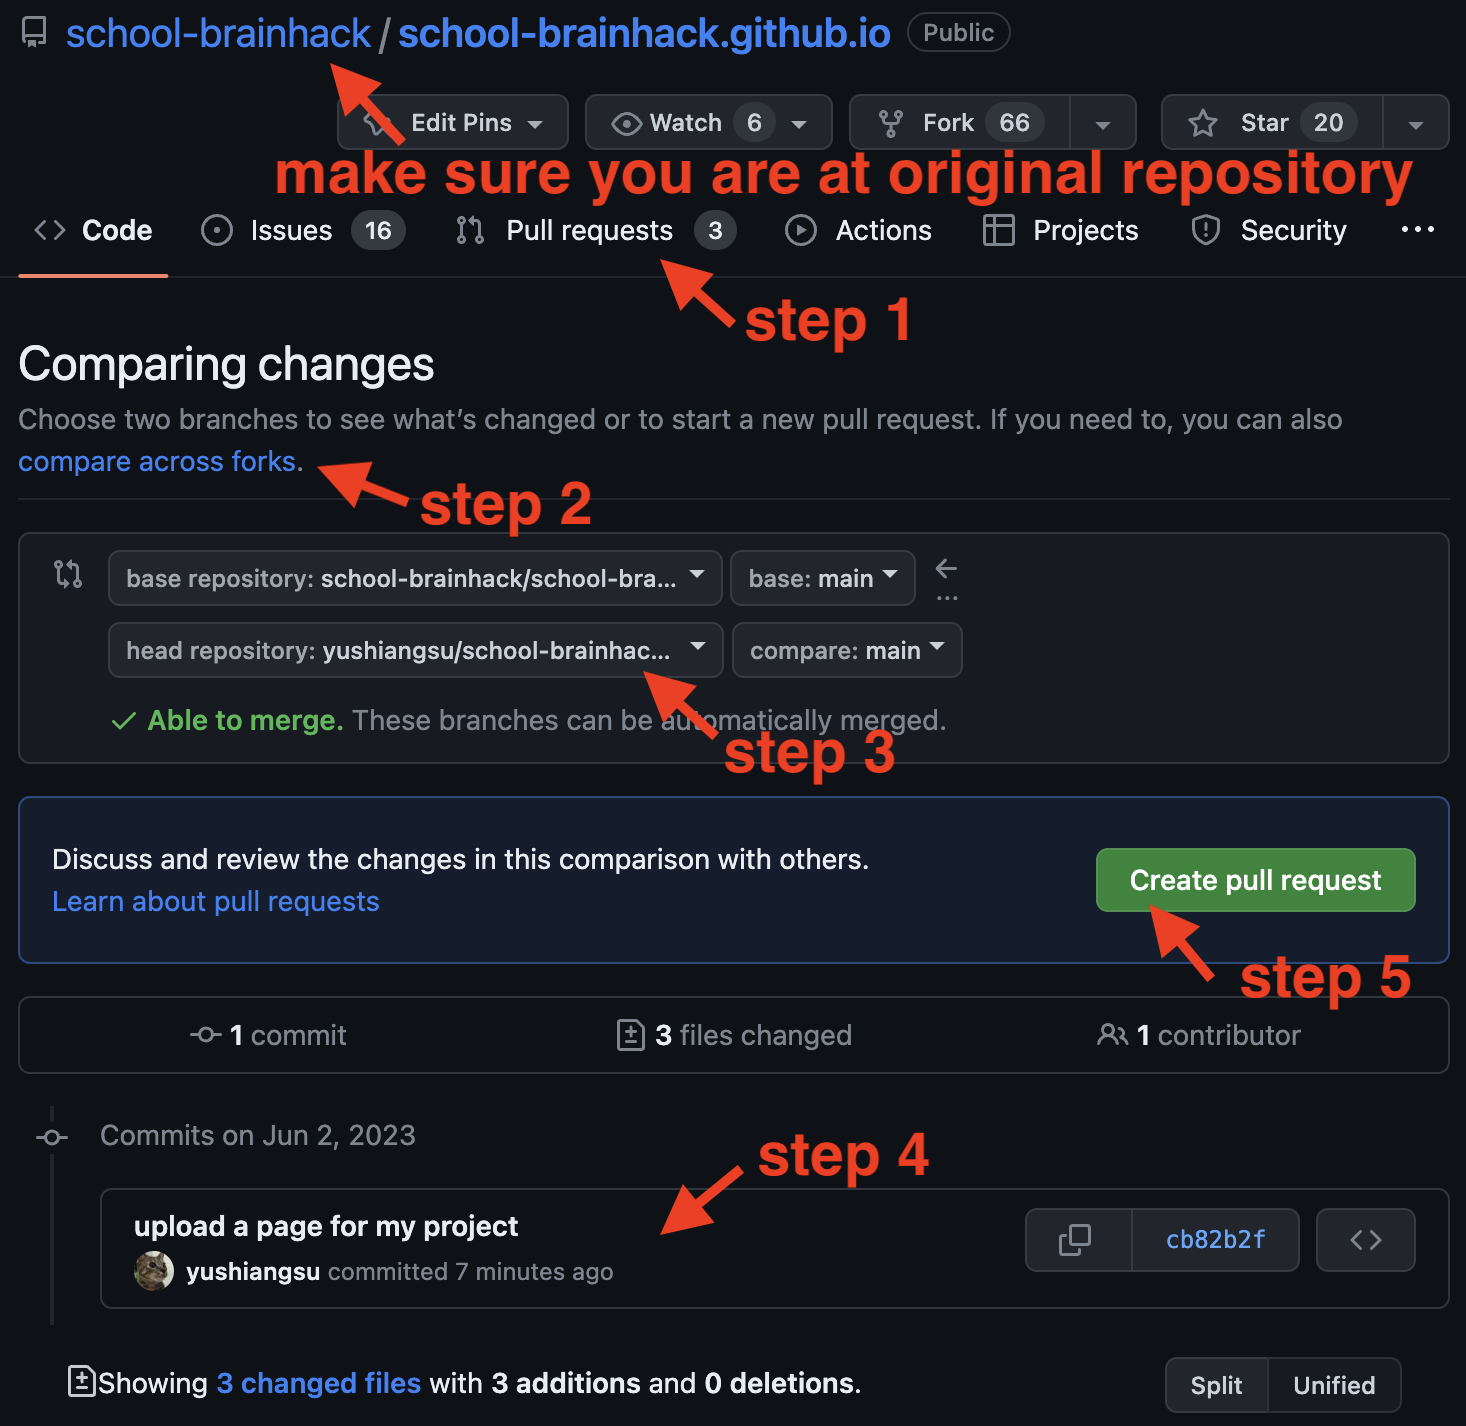 school-brainhack / school-brainhack.github.io Public
Edit Pins Watch 6 Fork 66 Star 20
make sure you are at original repository
Code Issues 16 Pull requests 3 Actions Projects Security ...
step 1
Comparing changes
Choose two branches to see what’s changed or to start a new pull request. If you need to, you can also
compare across forks.
step 2
base repository: school-brainhack/school-bra... base: main
...
head repository: yushiangsu/school-brainhac... compare: main
Able to merge. These branches can be automatically merged.
step 3
Discuss and review the changes in this comparison with others.
Create pull request
Learn about pull requests
step 5
1 commit 3 files changed 1 contributor
Commits on Jun 2, 2023
step 4
upload a page for my project
cb82b2f
yushiangsu committed 7 minutes ago
Showing 3 changed files with 3 additions and 0 deletions.
Split Unified